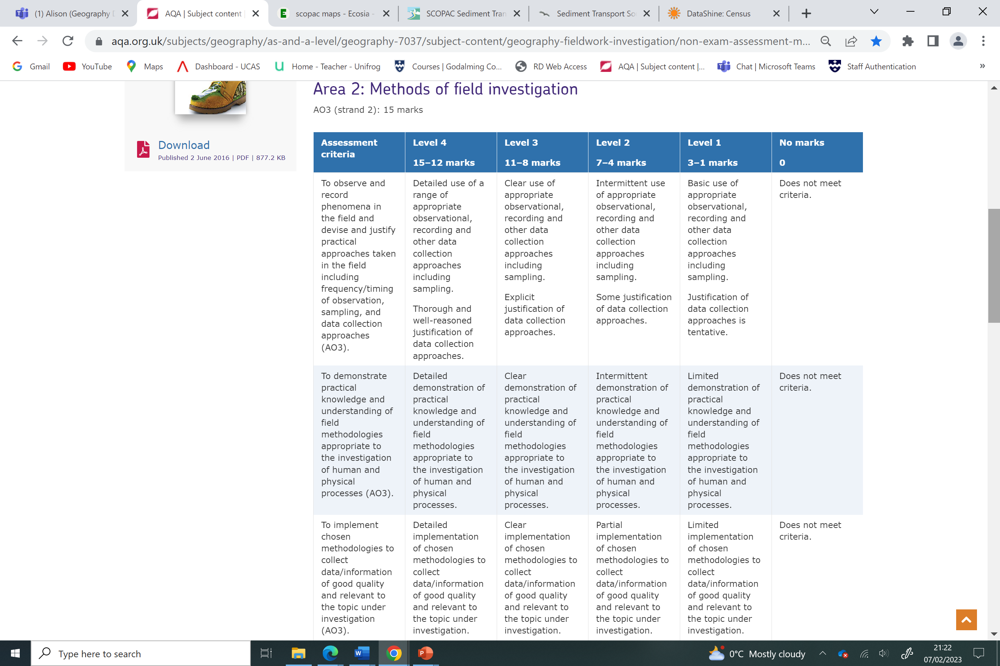 (1) Alison (Geography D
AQA | Subject content |
scopac maps - Ecosia -
SCOPAC Sediment Tran
Sediment Transport So
DataShine: Census
aqa.org.uk/subjects/geography/as-and-a-level/geography-7037/subject-content/geography-fieldwork-investigation/non-exam-assessment-m...
Gmail
YouTube
Maps
Dashboard - UCAS
Home - Teacher - Unifrog
Courses | Godalming Co...
RD Web Access
AQA | Subject content |...
Chat | Microsoft Teams
Staff Authentication
»
Download
Published 2 June 2016 | PDF | 877.2 KB
Area 2: Methods of field investigation
AO3 (strand 2): 15 marks
Assessment
criteria
Level 4
15–12 marks
Level 3
11–8 marks
Level 2
7–4 marks
Level 1
3–1 marks
No marks
0
To observe and
record
phenomena in
the field and
devise and justify
practical
approaches taken
in the field
including
frequency/timing
of observation,
sampling, and
data collection
approaches
(AO3).
Detailed use of a
range of
appropriate
observational,
recording and
other data
collection
approaches
including
sampling.
Thorough and
well-reasoned
justification of
data collection
approaches.
Clear use of
appropriate
observational,
recording and
other data
collection
approaches
including
sampling.
Explicit
justification of
data collection
approaches.
Intermittent use
of appropriate
observational,
recording and
other data
collection
approaches
including
sampling.
Some justification
of data collection
approaches.
Basic use of
appropriate
observational,
recording and
other data
collection
approaches
including
sampling.
Justification of
data collection
approaches is
tentative.
Does not meet
criteria.
To demonstrate
practical
knowledge and
understanding of
field
methodologies
appropriate to
the investigation
of human and
physical
processes (AO3).
Detailed
demonstration of
practical
knowledge and
understanding of
field
methodologies
appropriate to
the investigation
of human and
physical
processes.
Clear
demonstration of
practical
knowledge and
understanding of
field
methodologies
appropriate to
the investigation
of human and
physical
processes.
Intermittent
demonstration of
practical
knowledge and
understanding of
field
methodologies
appropriate to
the investigation
of human and
physical
processes.
Limited
demonstration of
practical
knowledge and
understanding of
field
methodologies
appropriate to
the investigation
of human and
physical
processes.
Does not meet
criteria.
To implement
chosen
methodologies to
collect
data/information
of good quality
and relevant to
the topic under
investigation
(AO3).
Detailed
implementation
of chosen
methodologies to
collect
data/information
of good quality
and relevant to
the topic under
investigation.
Clear
implementation
of chosen
methodologies to
collect
data/information
of good quality
and relevant to
the topic under
investigation.
Partial
implementation
of chosen
methodologies to
collect
data/information
of good quality
and relevant to
the topic under
investigation.
Limited
implementation
of chosen
methodologies to
collect
data/information
of good quality
and relevant to
the topic under
investigation.
Does not meet
criteria.
Type here to search
0°C Mostly cloudy
21:22
07/02/2023